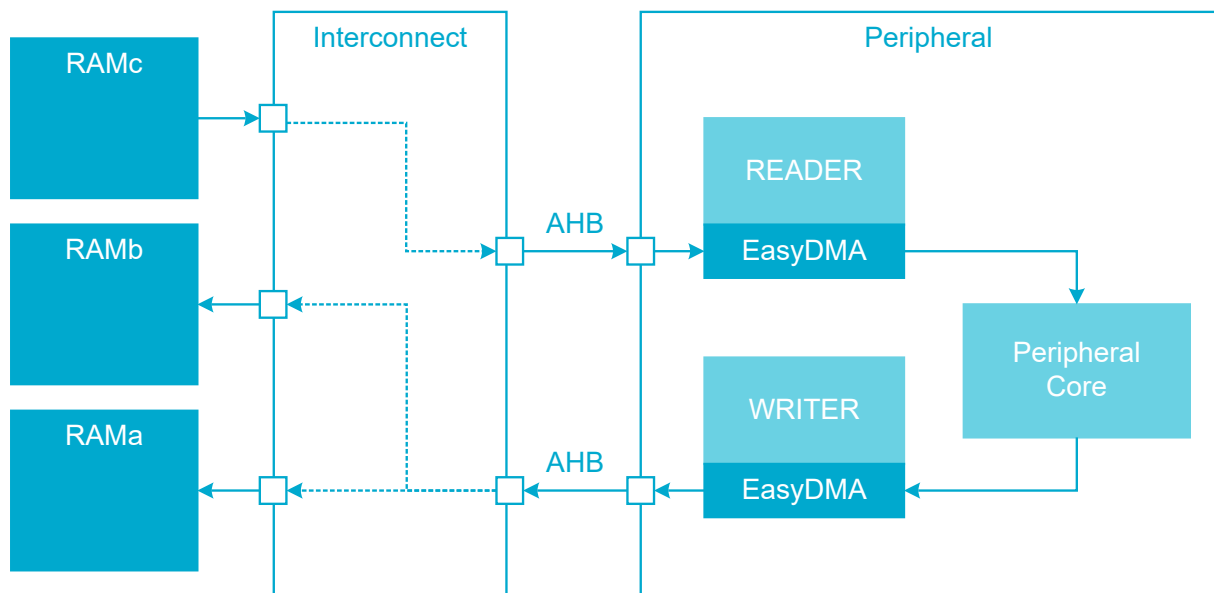 Interconnect
Peripheral
RAMc
READER
AHB
RAMb
EasyDMA
Peripheral
Core
WRITER
RAMa
AHB
EasyDMA